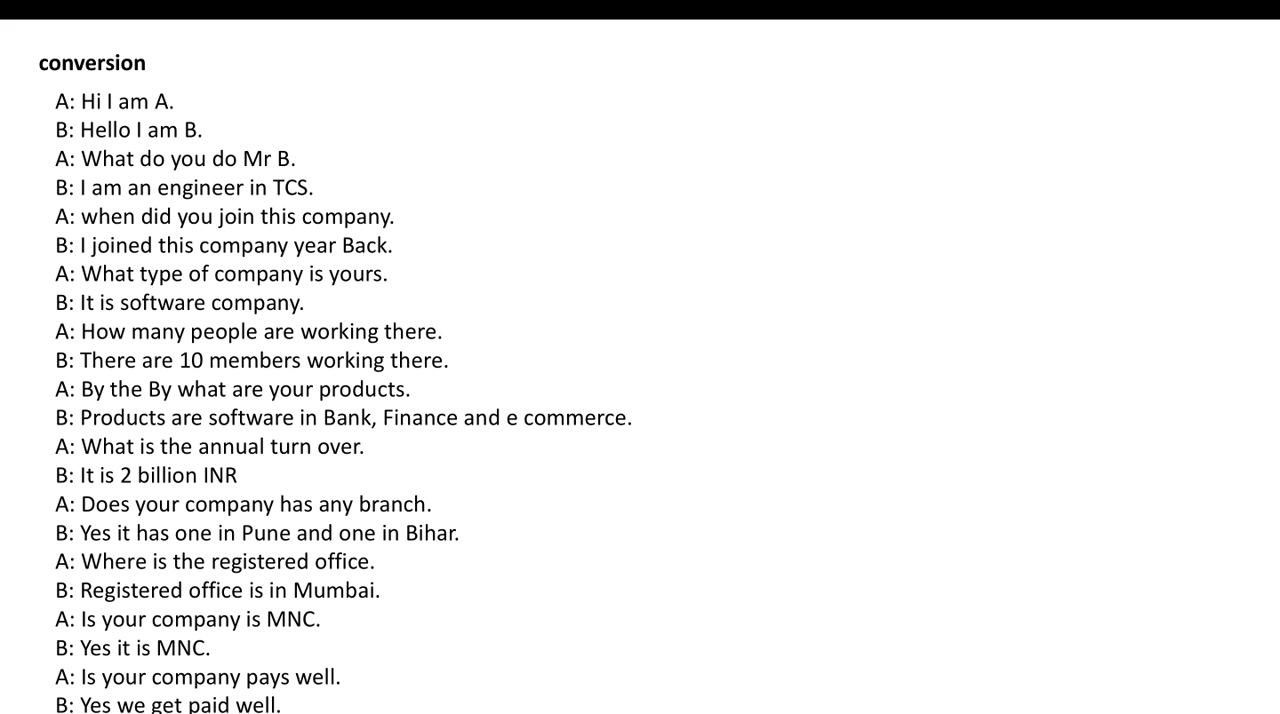 conversion
A: Hi I am A.
B: Hello I am B.
A: What do you do Mr B.
B: I am an engineer in TCS.
A: when did you join this company.
B: I joined this company year Back.
A: What type of company is yours.
B: It is software company.
A: How many people are working there.
B: There are 10 members working there.
A: By the By what are your products.
B: Products are software in Bank, Finance and e commerce.
A: What is the annual turn over.
B: It is 2 billion INR
A: Does your company has any branch.
B: Yes it has one in Pune and one in Bihar.
A: Where is the registered office.
B: Registered office is in Mumbai.
A: Is your company is MNC.
B: Yes it is MNC.
A: Is your company pays well.
B: Yes we get paid well.